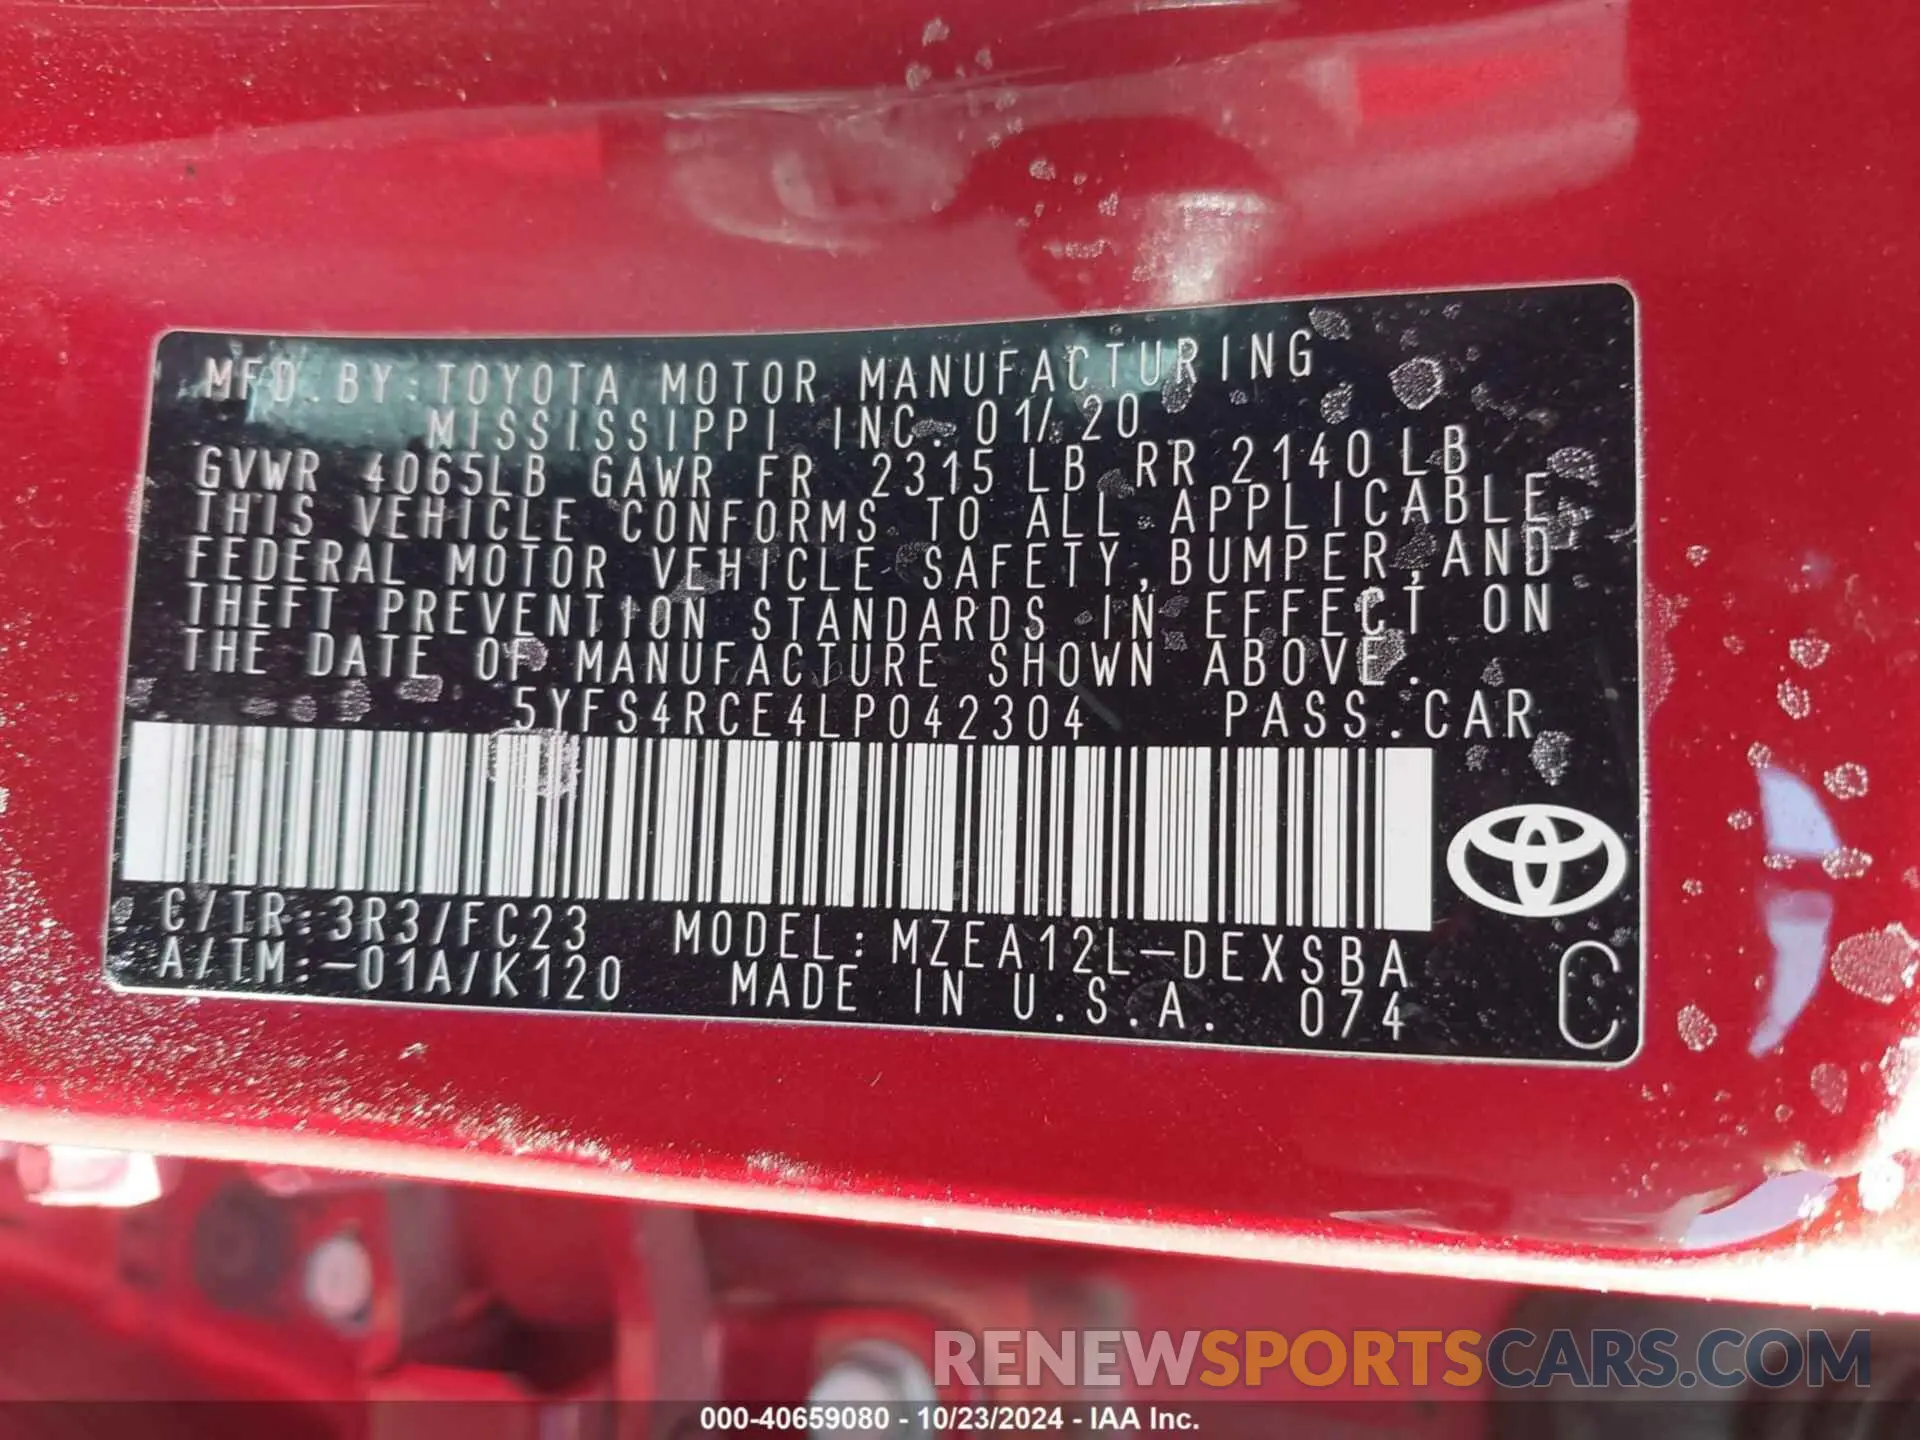 MFD.BY:TOYOTA MOTOR MANUFACTURING
MISSISSIPPI INC. 01/20
GVWR 4065LB GAWR FR 2315LB RR 2140LB
THIS VEHICLE CONFORMS TO ALL APPLICABLE
FEDERAL MOTOR VEHICLE SAFETY,BUMPER,AND
THEFT PREVENTION STANDARDS IN EFFECT ON
THE DATE OF MANUFACTURE SHOWN ABOVE.
5YFS4RCE4LP042304 PASS.CAR
C/TR:3R3/FC23 MODEL:MZEA12L-DEXSBA
A/TM:-01A/K120 MADE IN U.S.A. 074
C
RENEWSPORTSCARS.COM
000-40659080 - 10/23/2024 - IAA Inc.